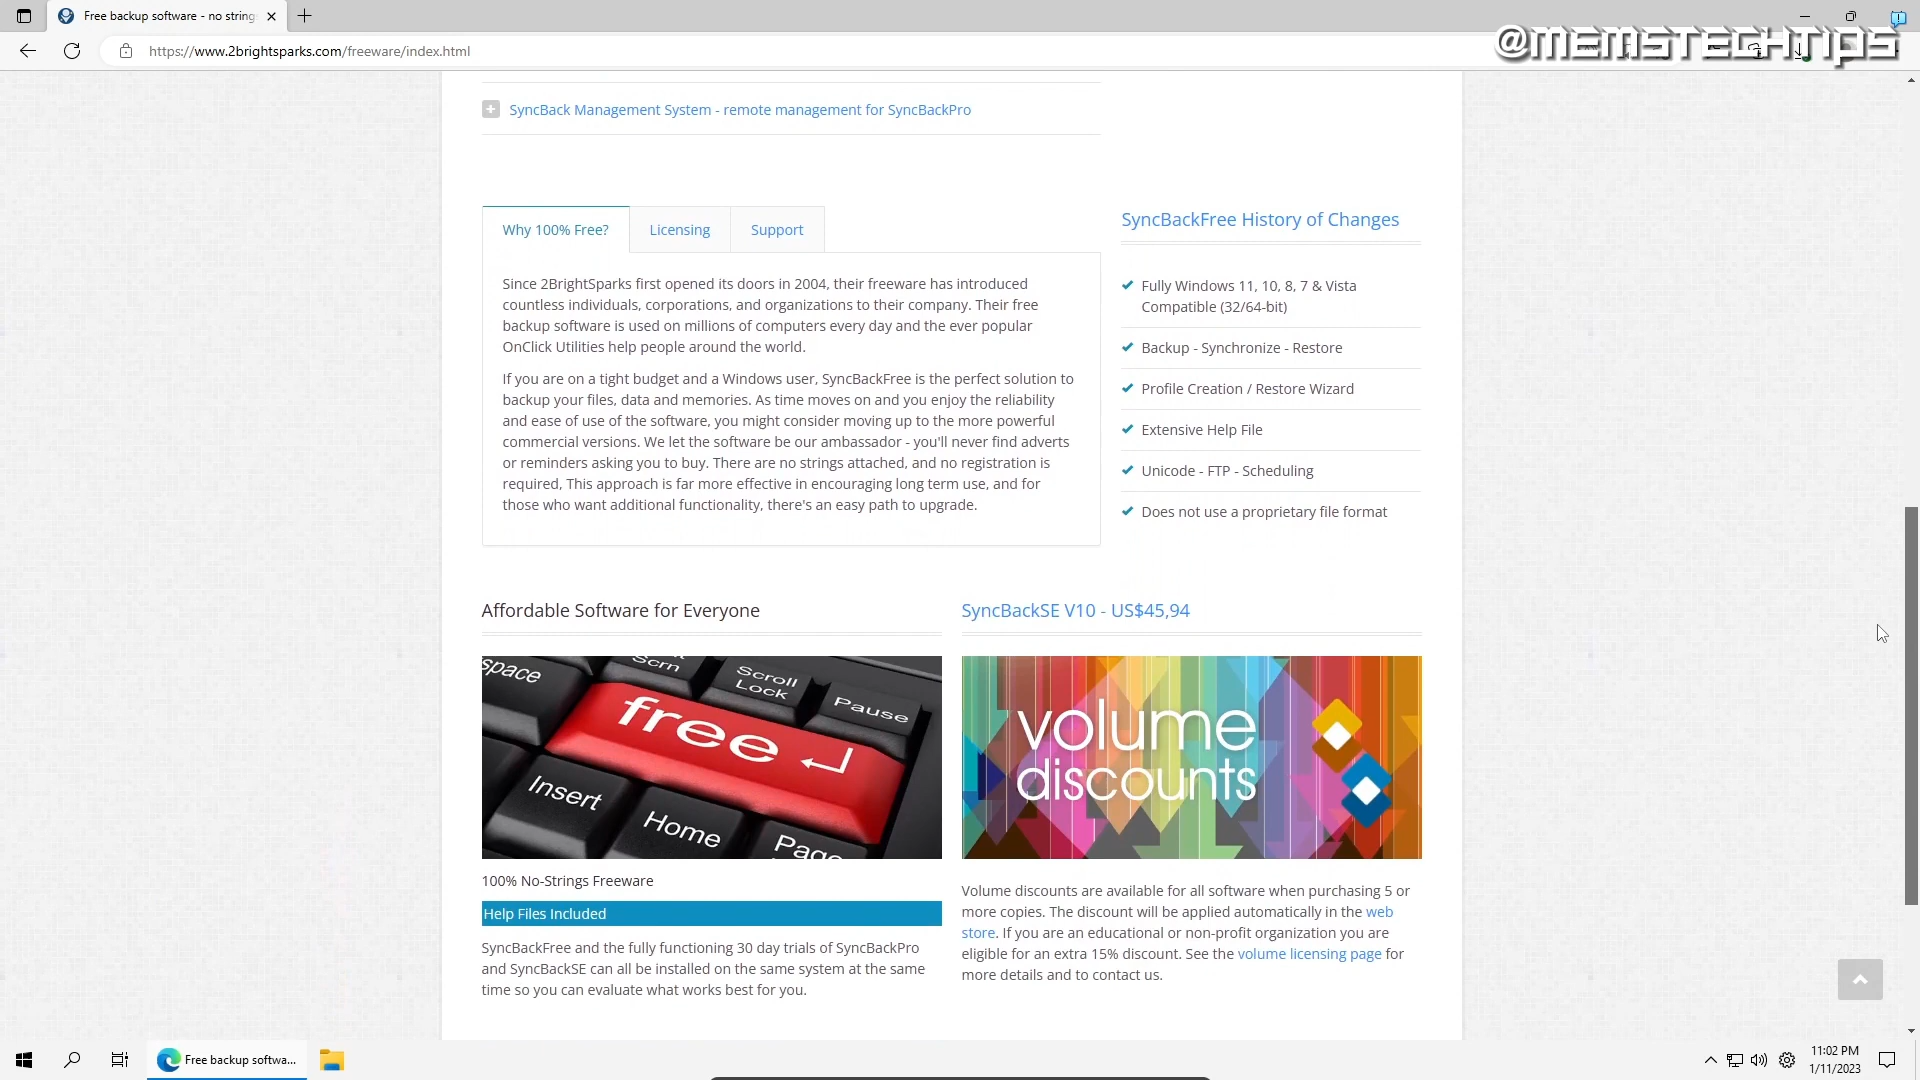 Free backup software - no string
@MEMSTECHTIPS
https://www.2brightsparks.com/freeware/index.html
SyncBack Management System - remote management for SyncBackPro
Why 100% Free?
Licensing
Support
Since 2BrightSparks first opened its doors in 2004, their freeware has introduced
countless individuals, corporations, and organizations to their company. Their free
backup software is used on millions of computers every day and the ever popular
OnClick Utilities help people around the world.
If you are on a tight budget and a Windows user, SyncBackFree is the perfect solution to
backup your files, data and memories. As time moves on and you enjoy the reliability
and ease of use of the software, you might consider moving up to the more powerful
commercial versions. We let the software be our ambassador - you'll never find adverts
or reminders asking you to buy. There are no strings attached, and no registration is
required, This approach is far more effective in encouraging long term use, and for
those who want additional functionality, there's an easy path to upgrade.
SyncBackFree History of Changes
Fully Windows 11, 10, 8, 7 & Vista
Compatible (32/64-bit)
Backup - Synchronize - Restore
Profile Creation / Restore Wizard
Extensive Help File
Unicode - FTP - Scheduling
Does not use a proprietary file format
Affordable Software for Everyone
space
Scrn
Scroll
Lock
Pause
free
Insert
Home
Page
100% No-Strings Freeware
Help Files Included
SyncBackFree and the fully functioning 30 day trials of SyncBackPro
and SyncBackSE can all be installed on the same system at the same
time so you can evaluate what works best for you.
SyncBackSE V10 - US$45,94
volume
discounts
Volume discounts are available for all software when purchasing 5 or
more copies. The discount will be applied automatically in the web
store. If you are an educational or non-profit organization you are
eligible for an extra 15% discount. See the volume licensing page for
more details and to contact us.
Free backup softwa...
11:02 PM
1/11/2023